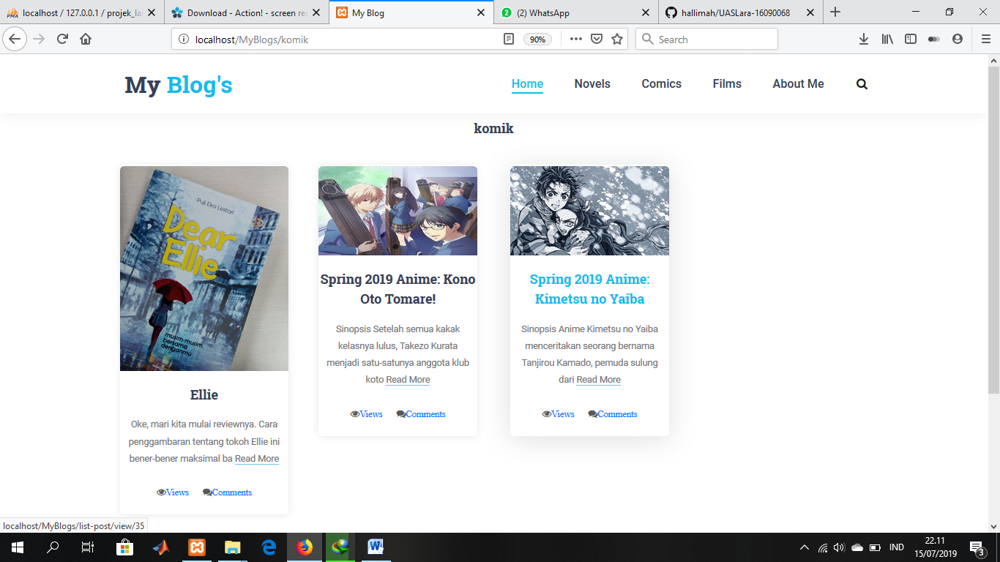 localhost / 127.0.0.1 / projek_la
Download - Action! - screen re
My Blog
(2) WhatsApp
hallimah/UASLara-16090068
localhost/MyBlogs/komik
90%
Search
My Blog's
Home
Novels
Comics
Films
About Me
komik
Puji Eka Lestari
Dear
Ellie
musim-musim
bersama
denganmu
Ellie
Oke, mari kita mulai reviewnya. Cara
penggambaran tentang tokoh Ellie ini
bener-bener maksimal ba Read More
Views
Comments
Spring 2019 Anime: Kono
Oto Tomare!
Sinopsis Setelah semua kakak
kelasnya lulus, Takezo Kurata
menjadi satu-satunya anggota klub
koto Read More
Views
Comments
Spring 2019 Anime:
Kimetsu no Yaiba
Sinopsis Anime Kimetsu no Yaiba
menceritakan seorang bernama
Tanjirou Kamado, pemuda sulung
dari Read More
Views
Comments
localhost/MyBlogs/list-post/view/35
IND
22.11
15/07/2019
3